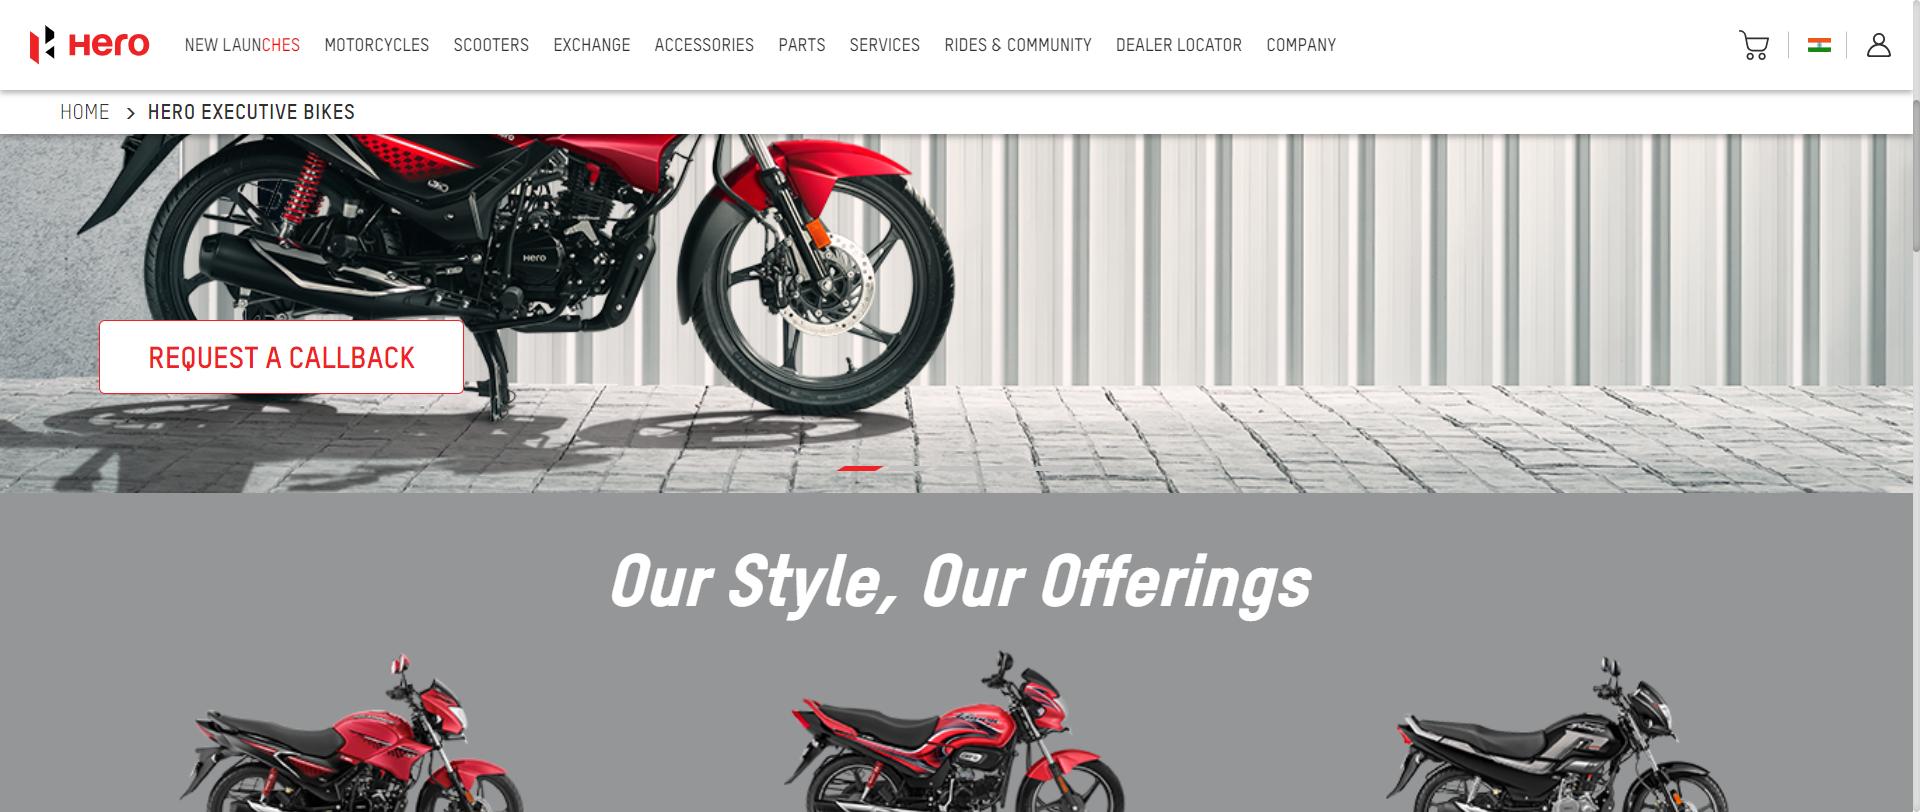 Hero
NEW LAUNCHES MOTORCYCLES SCOOTERS EXCHANGE ACCESSORIES PARTS SERVICES RIDES & COMMUNITY DEALER LOCATOR COMPANY
HOME > HERO EXECUTIVE BIKES
Hero
REQUEST A CALLBACK
Our Style, Our Offerings